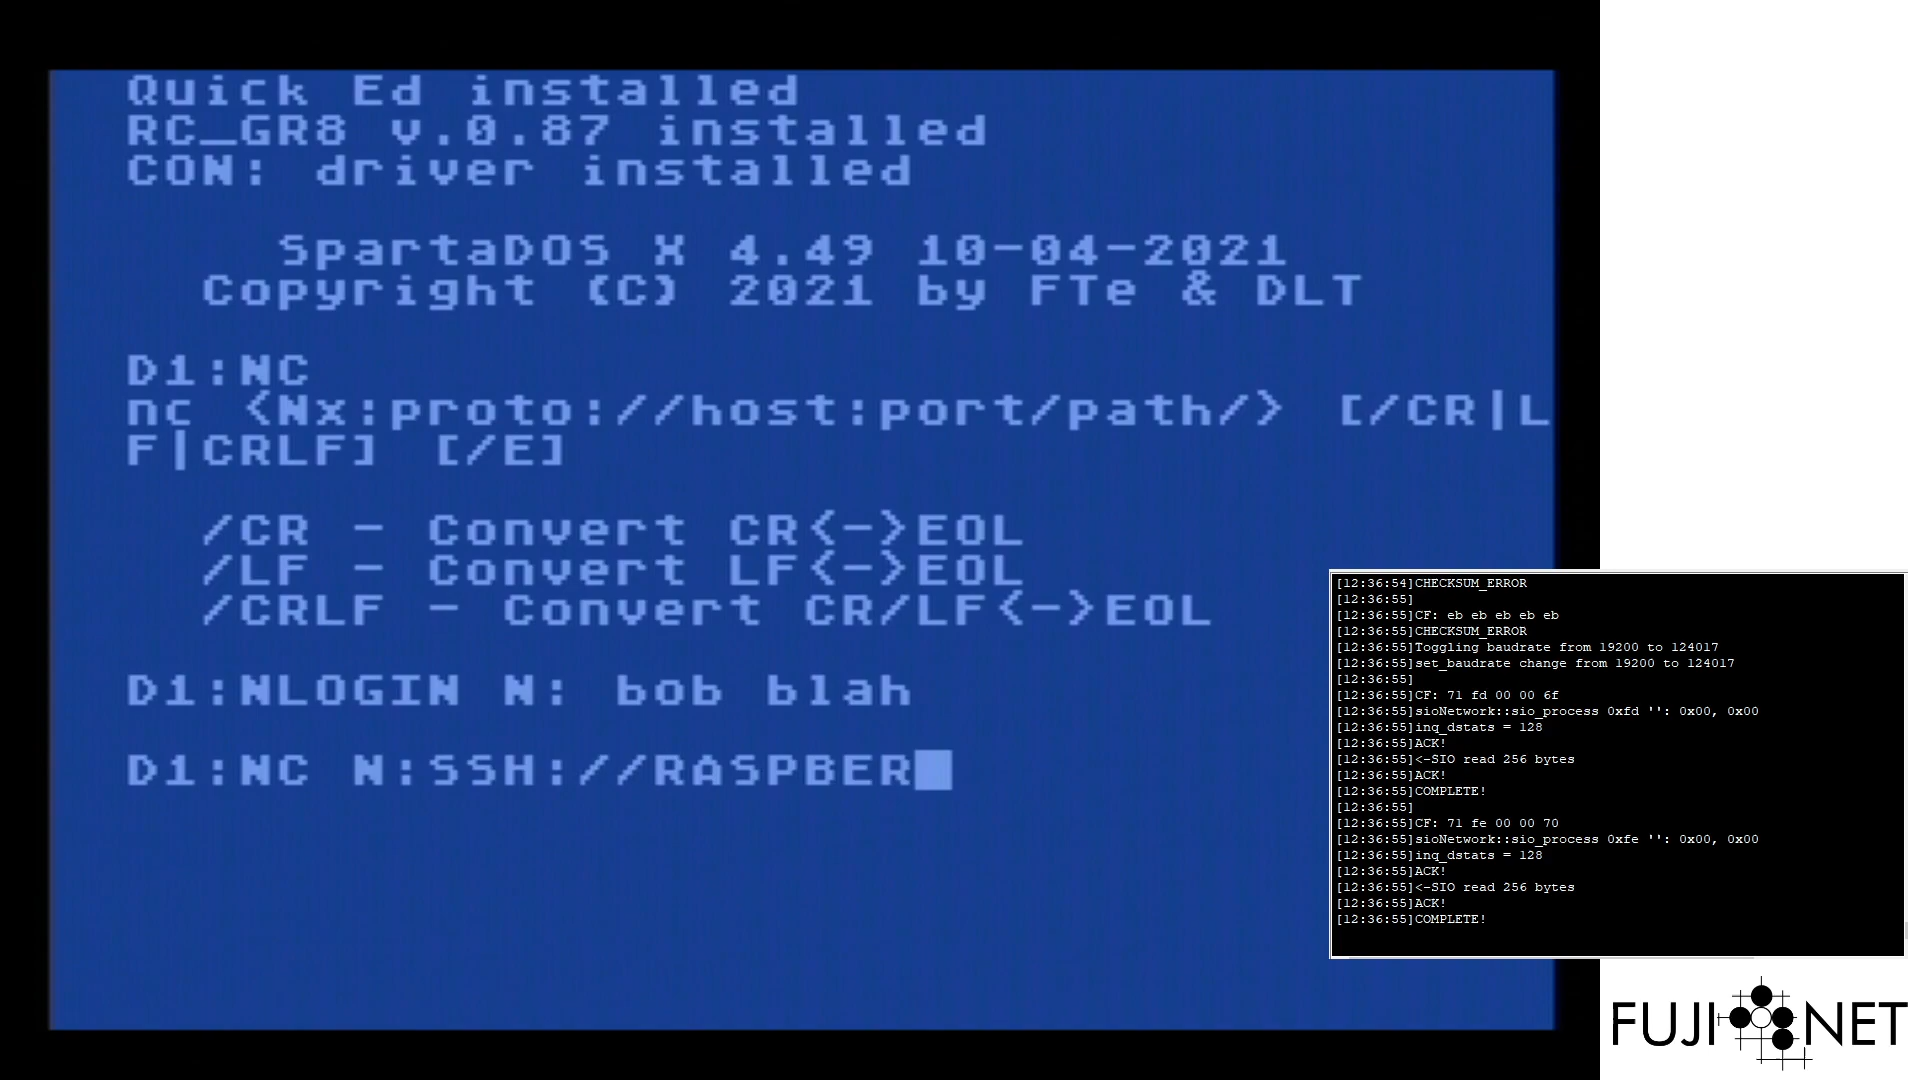 Quick Ed installed
RC_GR8 v.0.87 installed
CON: driver installed
SpartaDOS X 4.49 10-04-2021
Copyright (C) 2021 by FTe & DLT
D1:NC
nc <Nx:proto://host:port/path/> [/CR|L
F|CRLF] [/E]
/CR - Convert CR<->EOL
/LF - Convert LF<->EOL
/CRLF - Convert CR/LF<->EOL
D1:NLOGIN N: bob blah
D1:NC N:SSH://RASPBER
[12:36:54]CHECKSUM_ERROR
[12:36:55]
[12:36:55]CF: eb eb eb eb eb
[12:36:55]CHECKSUM_ERROR
[12:36:55]Toggling baudrate from 19200 to 124017
[12:36:55]set_baudrate change from 19200 to 124017
[12:36:55]
[12:36:55]CF: 71 fd 00 00 6f
[12:36:55]sioNetwork::sio_process 0xfd '': 0x00, 0x00
[12:36:55]inq_dstats = 128
[12:36:55]ACK!
[12:36:55]<-SIO read 256 bytes
[12:36:55]ACK!
[12:36:55]COMPLETE!
[12:36:55]
[12:36:55]CF: 71 fe 00 00 70
[12:36:55]sioNetwork::sio_process 0xfe '': 0x00, 0x00
[12:36:55]inq_dstats = 128
[12:36:55]ACK!
[12:36:55]<-SIO read 256 bytes
[12:36:55]ACK!
[12:36:55]COMPLETE!
FUJI NET